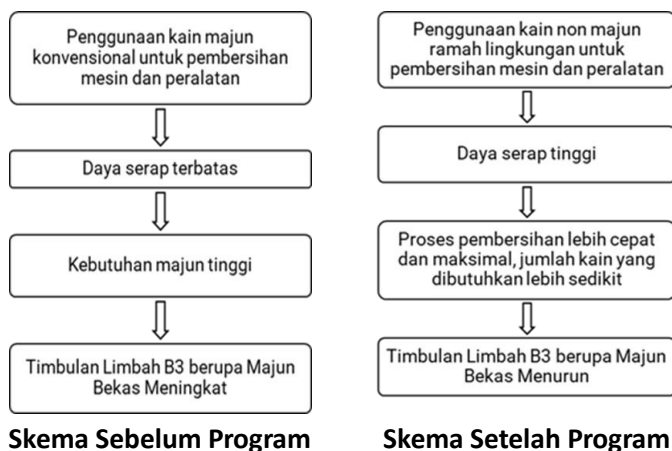 Penggunaan kain majun
konvensional untuk pembersihan
mesin dan peralatan
Daya serap terbatas
Kebutuhan majun tinggi
Timbulan Limbah B3 berupa Majun
Bekas Meningkat
Skema Sebelum Program
Penggunaan kain non majun
ramah lingkungan untuk
pembersihan mesin dan peralatan
Daya serap tinggi
Proses pembersihan lebih cepat
dan maksimal, jumlah kain yang
dibutuhkan lebih sedikit
Timbulan Limbah B3 berupa Majun
Bekas Menurun
Skema Setelah Program